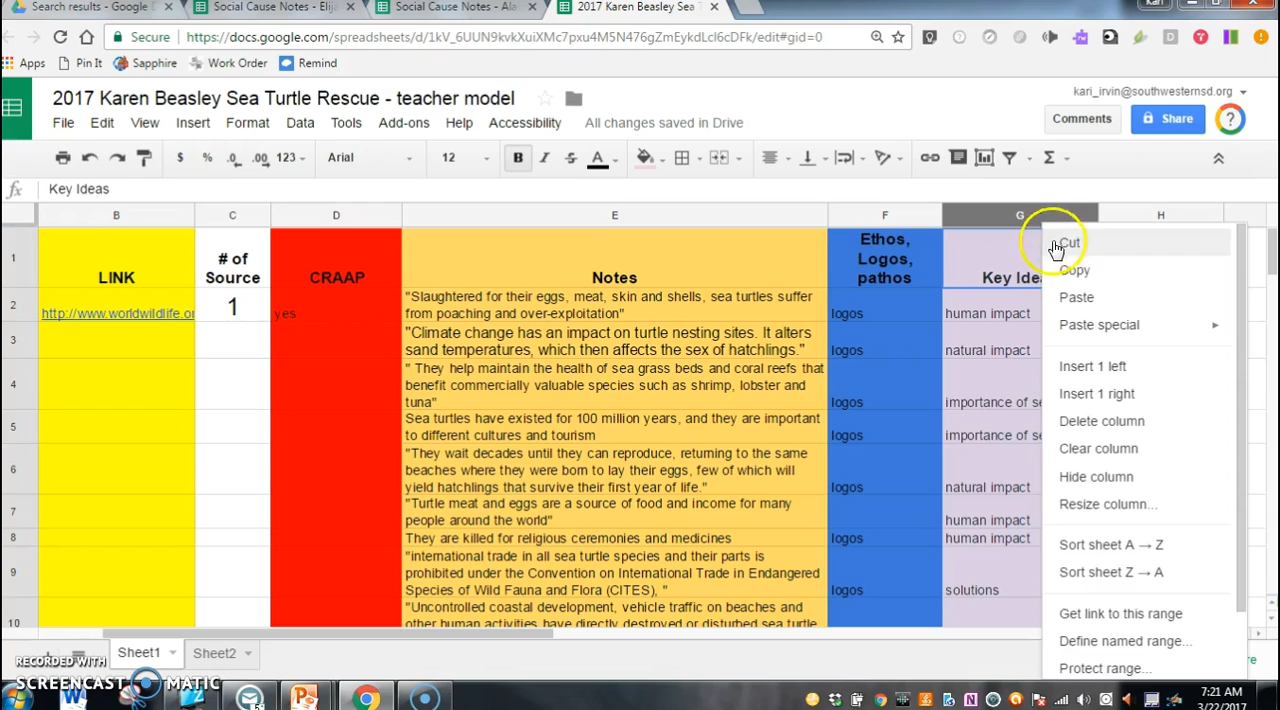 Search results - Google D
Social Cause Notes - Elija
Social Cause Notes - Ala
2017 Karen Beasley Sea T
Kari
Secure
https://docs.google.com/spreadsheets/d/1kV_6UUN9kvkXuiXMc7pxu4M5N476gZmEykdLcI6cDFk/edit#gid=0
Apps
Pin It
Sapphire
Work Order
Remind
2017 Karen Beasley Sea Turtle Rescue - teacher model
kari_irvin@southwesternsd.org
File Edit View Insert Format Data Tools Add-ons Help Accessibility All changes saved in Drive
Comments
Share
?
$ % .0 .00 123 Arial 12 B I S A
fx Key Ideas
B C D E F G H
1
LINK
# of
Source
CRAAP
Notes
Ethos,
Logos,
pathos
Key Idea
2
http://www.worldwildlife.or
1
yes
"Slaughtered for their eggs, meat, skin and shells, sea turtles suffer
from poaching and over-exploitation"
logos
human impact
3
"Climate change has an impact on turtle nesting sites. It alters
sand temperatures, which then affects the sex of hatchlings."
logos
natural impact
4
" They help maintain the health of sea grass beds and coral reefs that
benefit commercially valuable species such as shrimp, lobster and
tuna"
logos
importance of se
5
Sea turtles have existed for 100 million years, and they are important
to different cultures and tourism
logos
importance of se
6
"They wait decades until they can reproduce, returning to the same
beaches where they were born to lay their eggs, few of which will
yield hatchlings that survive their first year of life."
logos
natural impact
7
"Turtle meat and eggs are a source of food and income for many
people around the world"
human impact
8
They are killed for religious ceremonies and medicines
logos
human impact
9
"international trade in all sea turtle species and their parts is
prohibited under the Convention on International Trade in Endangered
Species of Wild Fauna and Flora (CITES), "
logos
solutions
10
"Uncontrolled coastal development, vehicle traffic on beaches and
other human activities have directly destroyed or disturbed sea turtle
Cut
Copy
Paste
Paste special
Insert 1 left
Insert 1 right
Delete column
Clear column
Hide column
Resize column...
Sort sheet A → Z
Sort sheet Z → A
Get link to this range
Define named range...
Protect range...
Sheet1
Sheet2
RECORDED WITH
SCREENCAST MATIC
7:21 AM
3/22/2017